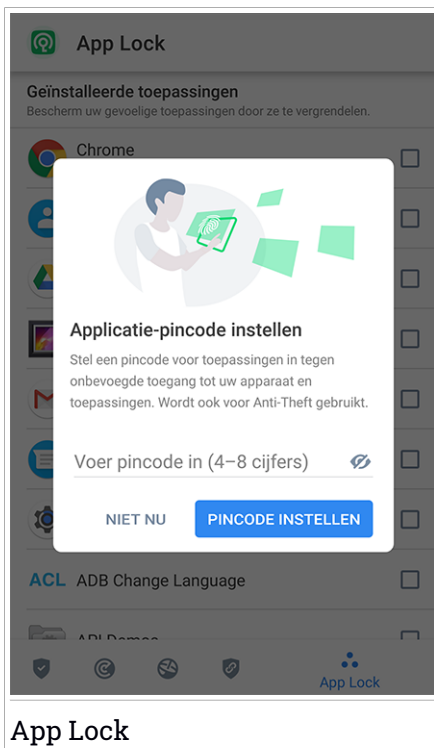 App Lock
Geïnstalleerde toepassingen
Bescherm uw gevoelige toepassingen door ze te vergrendelen.
Chrome
Applicatie-pincode instellen
Stel een pincode voor toepassingen in tegen
onbevoegde toegang tot uw apparaat en
toepassingen. Wordt ook voor Anti-Theft gebruikt.
Voer pincode in (4–8 cijfers)
NIET NU
PINCODE INSTELLEN
ACL
ADB Change Language
API Demos
App Lock
App Lock